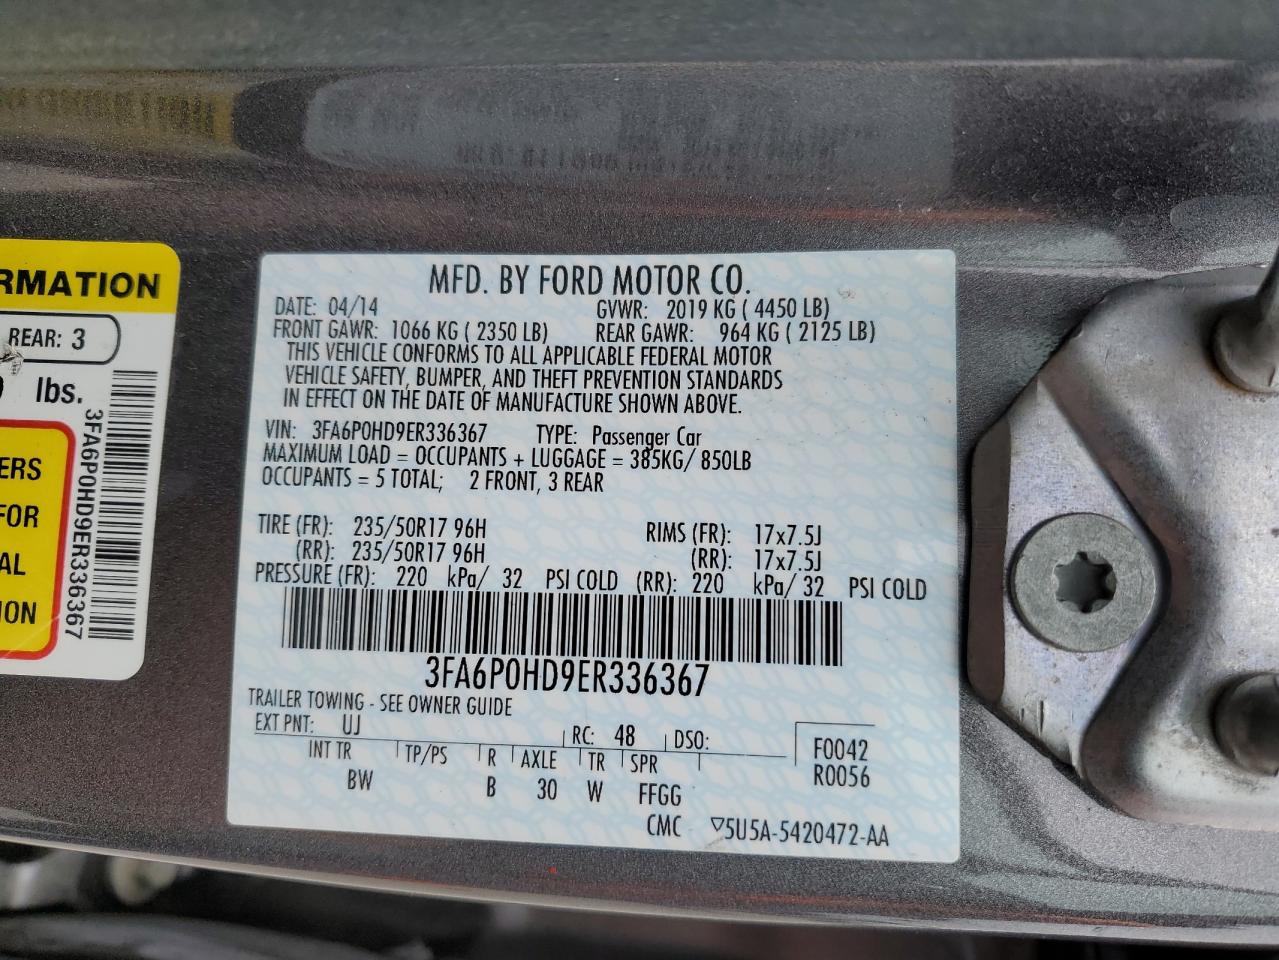 RMATION
REAR: 3
lbs.
3FA6P0HD9ER336367
ERS
FOR
AL
ION
MFD. BY FORD MOTOR CO.
DATE: 04/14 GVWR: 2019 KG ( 4450 LB)
FRONT GAWR: 1066 KG ( 2350 LB) REAR GAWR: 964 KG ( 2125 LB)
THIS VEHICLE CONFORMS TO ALL APPLICABLE FEDERAL MOTOR
VEHICLE SAFETY, BUMPER, AND THEFT PREVENTION STANDARDS
IN EFFECT ON THE DATE OF MANUFACTURE SHOWN ABOVE.
VIN: 3FA6P0HD9ER336367 TYPE: Passenger Car
MAXIMUM LOAD = OCCUPANTS + LUGGAGE = 385KG/ 850LB
OCCUPANTS = 5 TOTAL; 2 FRONT, 3 REAR
TIRE (FR): 235/50R17 96H RIMS (FR): 17x7.5J
(RR): 235/50R17 96H (RR): 17x7.5J
PRESSURE (FR): 220 kPa/ 32 PSI COLD (RR): 220 kPa/ 32 PSI COLD
3FA6P0HD9ER336367
TRAILER TOWING - SEE OWNER GUIDE
EXT PNT: UJ RC: 48 DSO: F0042
INT TR TP/PS R AXLE TR SPR R0056
BW B 30 W FFGG
CMC ▽5U5A-5420472-AA